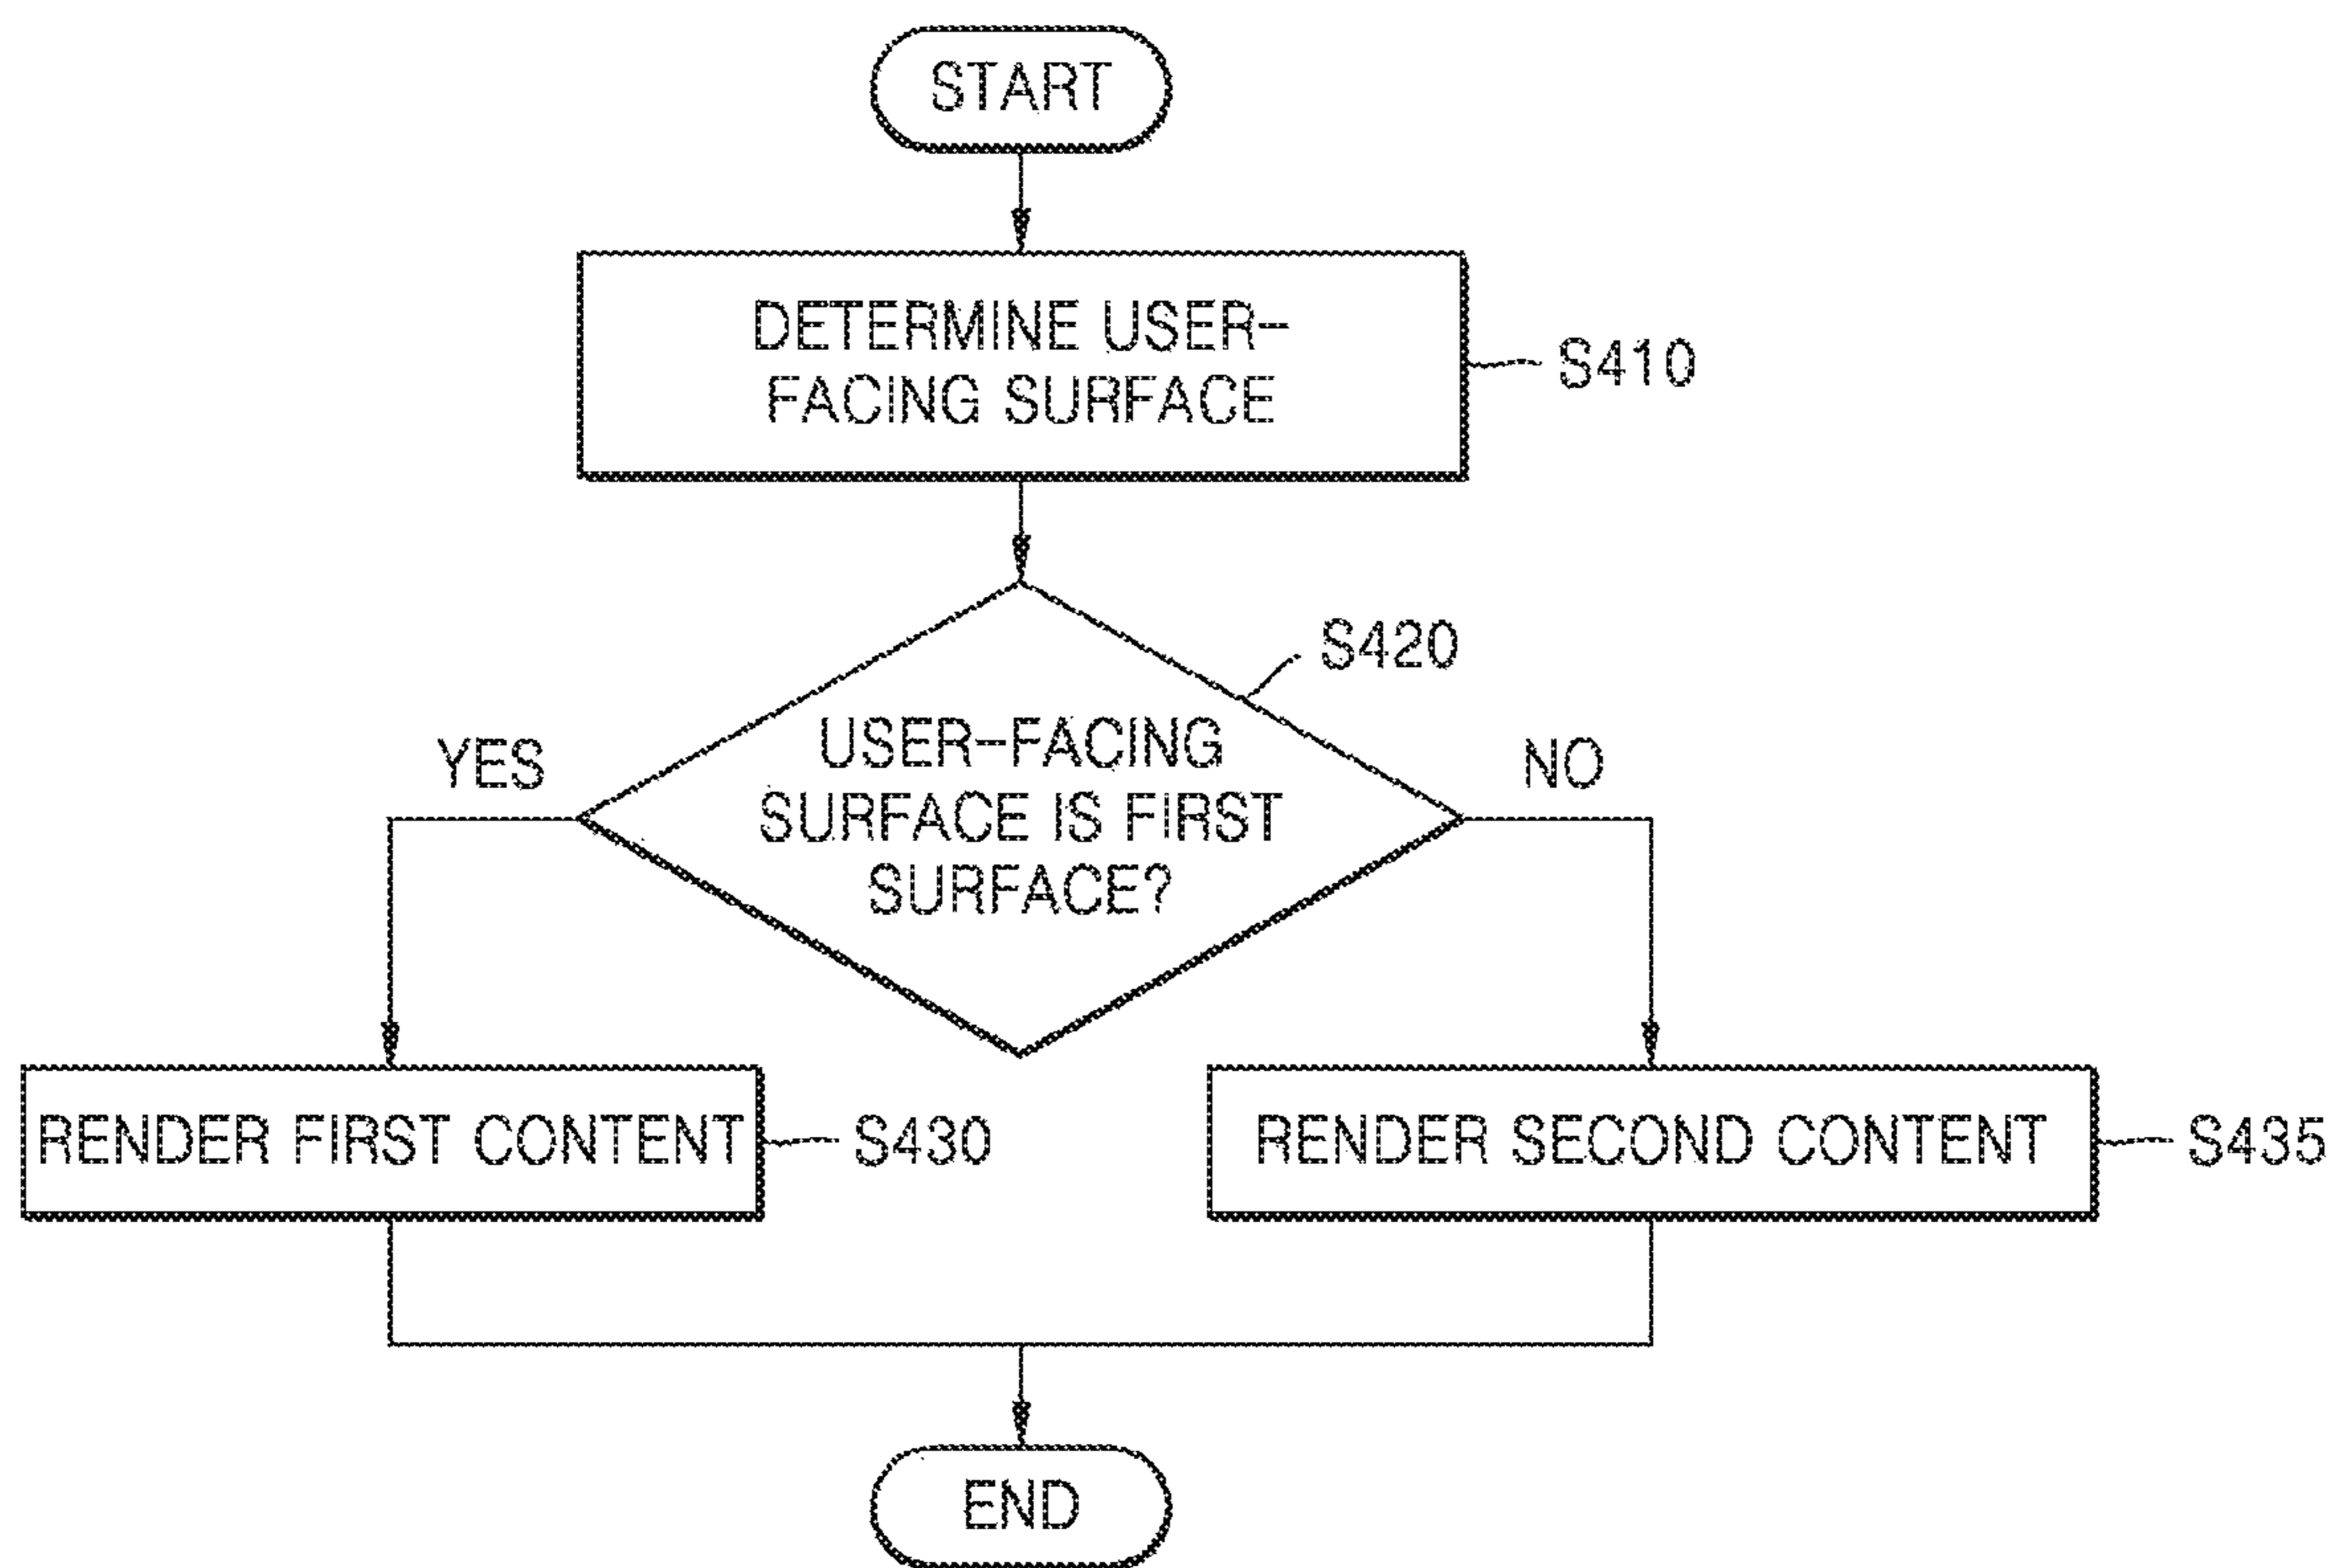 START
DETERMINE USER-
FACING SURFACE
S410
S420
USER-FACING
SURFACE IS FIRST
SURFACE?
YES
NO
RENDER FIRST CONTENT
S430
RENDER SECOND CONTENT
S435
END